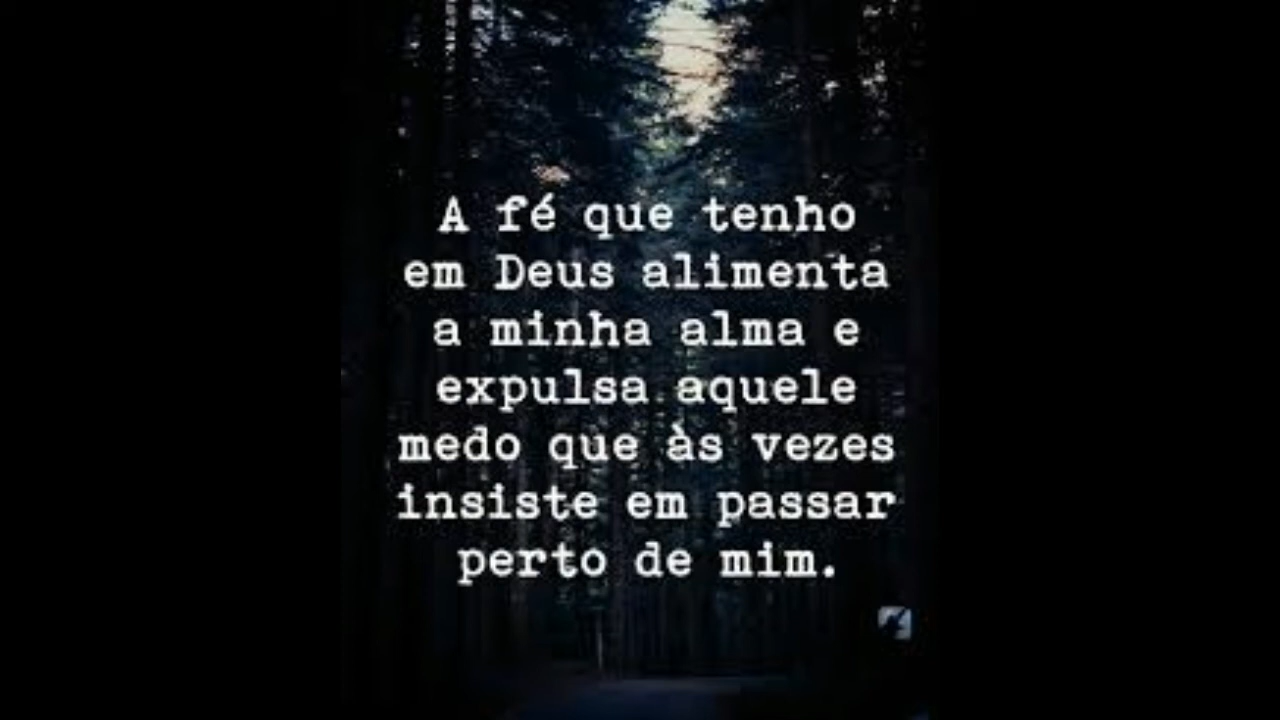 A fé que tenho
em Deus alimenta
a minha alma e
expulsa aquele
medo que às vezes
insiste em passar
perto de mim.